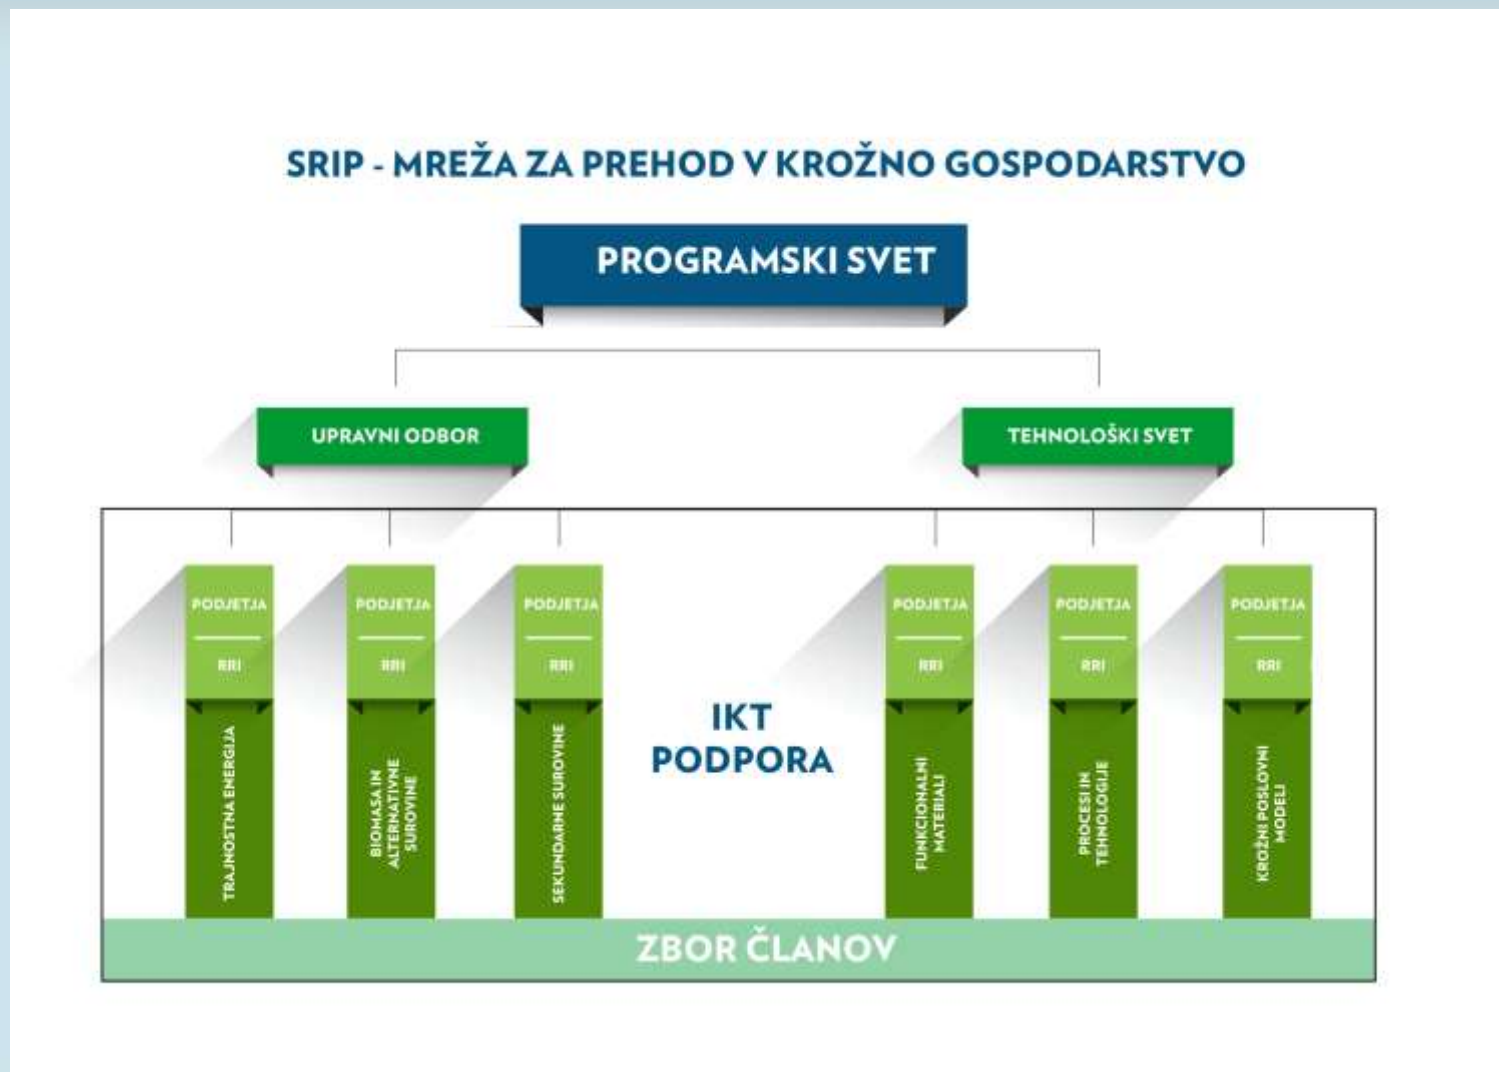 SRIP - MREŽA ZA PREHOD V KROŽNO GOSPODARSTVO
PROGRAMSKI SVET
UPRAVNI ODBOR
TEHNOLOŠKI SVET
PODJETJA
RRI
TRAJNOSTNA ENERGIJA
PODJETJA
RRI
BIOMASA IN
ALTERNATIVNE
SUROVINE
PODJETJA
RRI
SEKUNDARNE SUROVINE
IKT
PODPORA
PODJETJA
RRI
FUNKCIONALNI
MATERIALI
PODJETJA
RRI
PROCESI IN
TEHNOLOGIJE
PODJETJA
RRI
KROŽNI POSLOVNI
MODELI
ZBOR ČLANOV